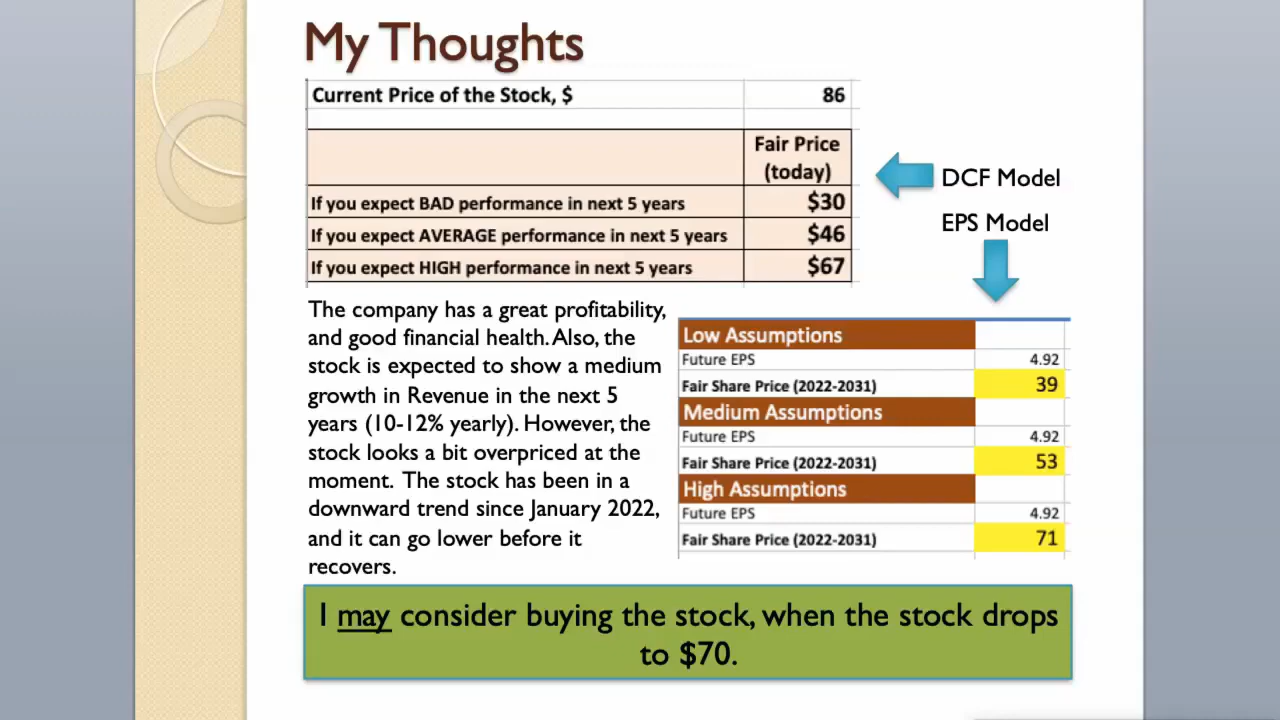 My Thoughts
Current Price of the Stock, $ 86
Fair Price
(today)
If you expect BAD performance in next 5 years $30
If you expect AVERAGE performance in next 5 years $46
If you expect HIGH performance in next 5 years $67
DCF Model
EPS Model
The company has a great profitability,
and good financial health. Also, the
stock is expected to show a medium
growth in Revenue in the next 5
years (10-12% yearly). However, the
stock looks a bit overpriced at the
moment. The stock has been in a
downward trend since January 2022,
and it can go lower before it
recovers.
Low Assumptions
Future EPS 4.92
Fair Share Price (2022-2031) 39
Medium Assumptions
Future EPS 4.92
Fair Share Price (2022-2031) 53
High Assumptions
Future EPS 4.92
Fair Share Price (2022-2031) 71
I may consider buying the stock, when the stock drops
to $70.